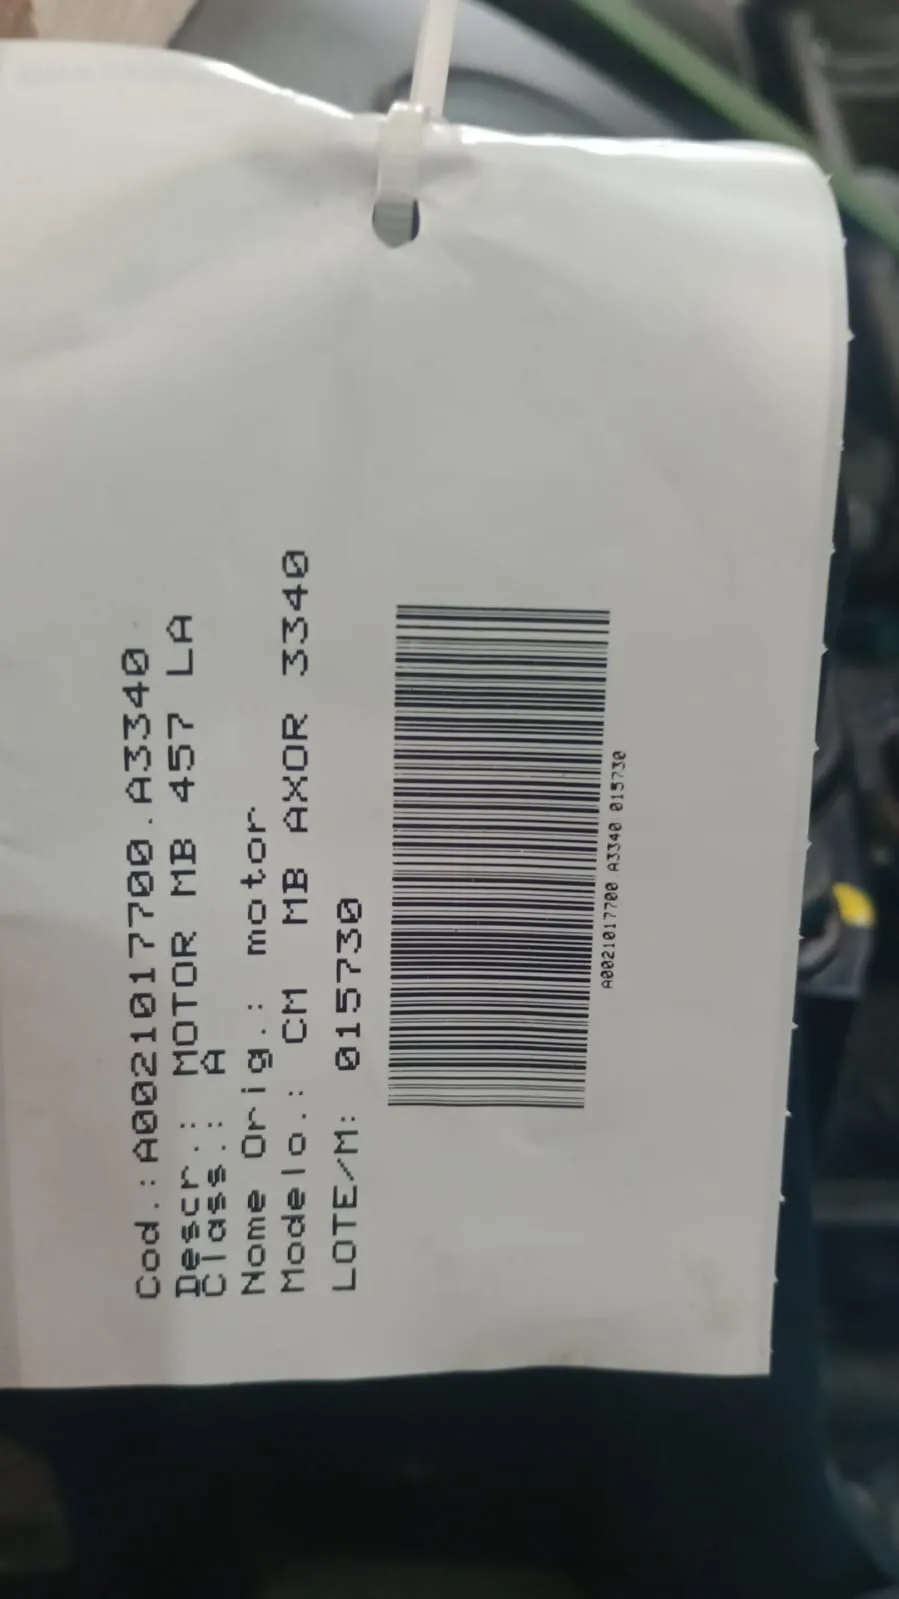 Cod.:A0021017700.A3340
Descr.: MOTOR MB 457 LA
Class.: A
Nome Orig.: motor
Modelo.: CM MB AXOR 3340
LOTE/M: 015730
A0021017700 A3340 015730